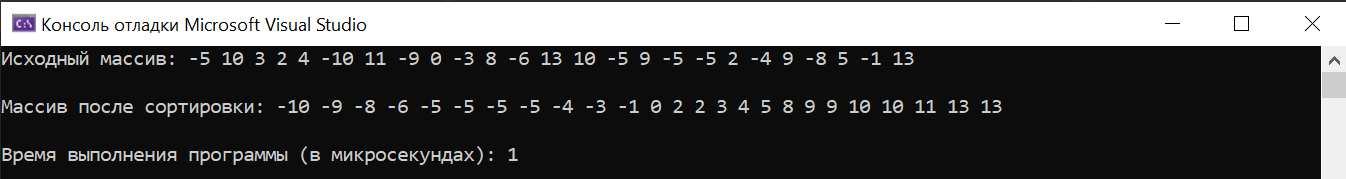 Консоль отладки Microsoft Visual Studio
Исходный массив: -5 10 3 2 4 -10 11 -9 0 -3 8 -6 13 10 -5 9 -5 -5 2 -4 9 -8 5 -1 13
Массив после сортировки: -10 -9 -8 -6 -5 -5 -5 -5 -4 -3 -1 0 2 2 3 4 5 8 9 9 10 10 11 13 13
Время выполнения программы (в микросекундах): 1